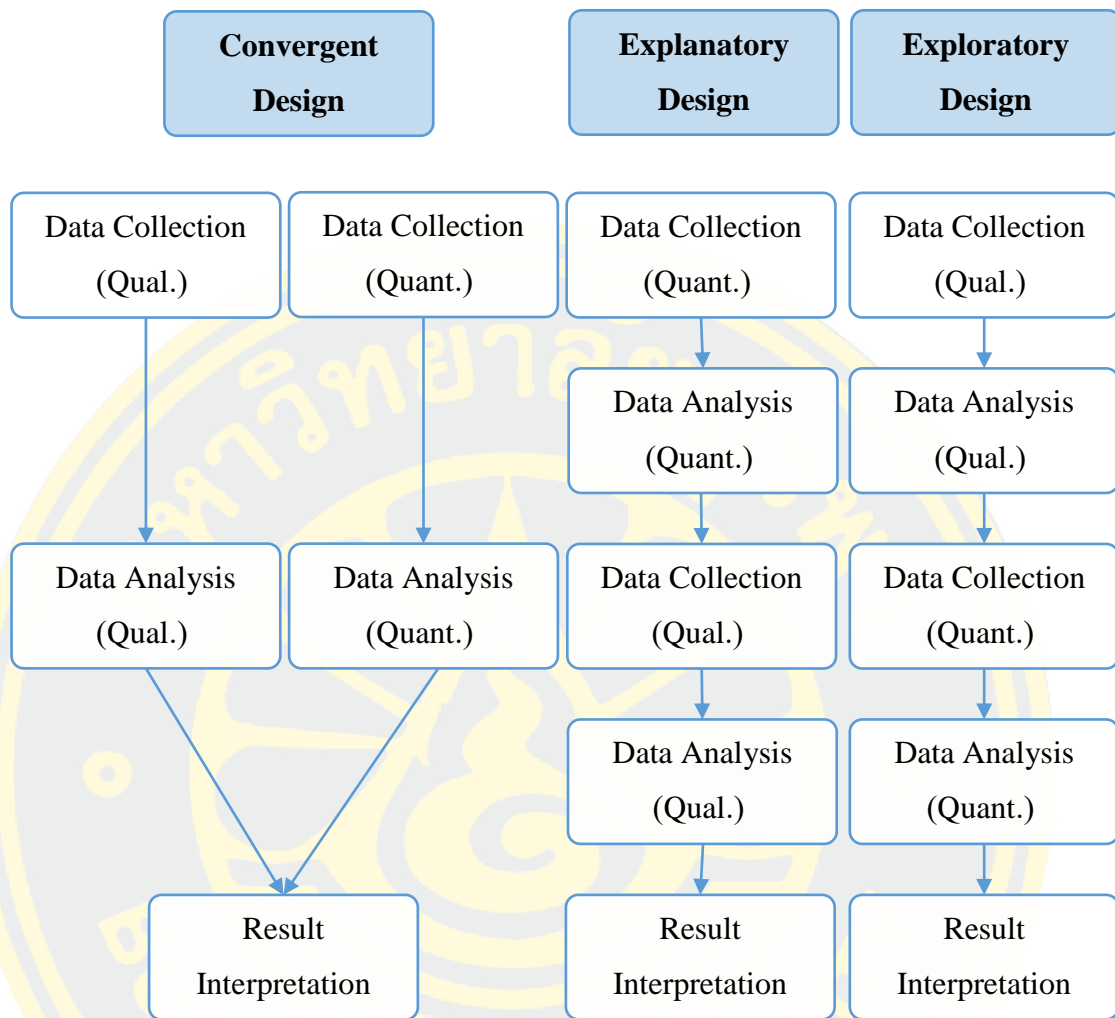 Convergent
Design
Explanatory
Design
Exploratory
Design
Data Collection
(Qual.)
Data Collection
(Quant.)
Data Collection
(Quant.)
Data Collection
(Qual.)
Data Analysis
(Quant.)
Data Analysis
(Qual.)
Data Analysis
(Qual.)
Data Analysis
(Quant.)
Data Collection
(Qual.)
Data Collection
(Quant.)
Data Analysis
(Qual.)
Data Analysis
(Quant.)
Result
Interpretation
Result
Interpretation
Result
Interpretation